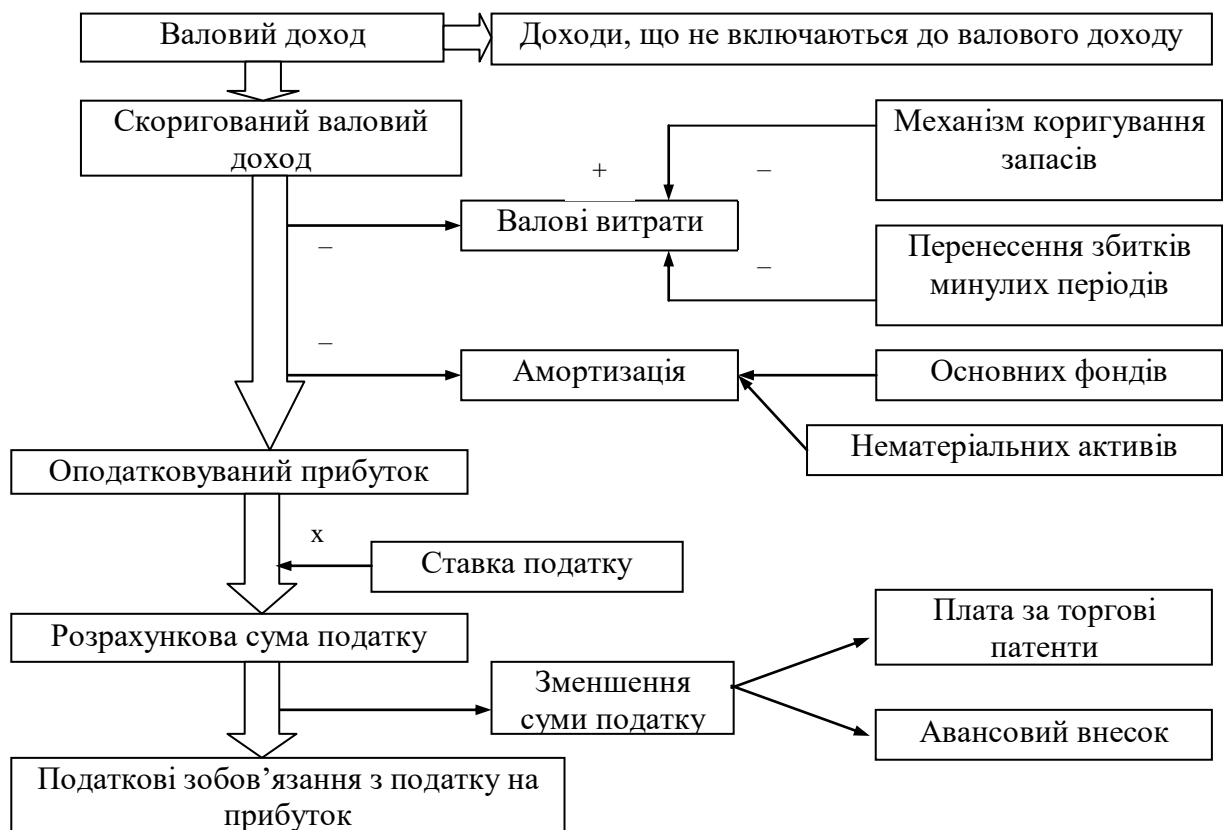 Валовий доход
Доходи, що не включаються до валового доходу
Скоригований валовий
доход
Механізм коригування
запасів
+
–
Валові витрати
–
Перенесення збитків
минулих періодів
–
–
Амортизація
Основних фондів
Нематеріальних активів
Оподатковуваний прибуток
х
Ставка податку
Розрахункова сума податку
Плата за торгові
патенти
Зменшення
суми податку
Авансовий внесок
Податкові зобов’язання з податку на
прибуток